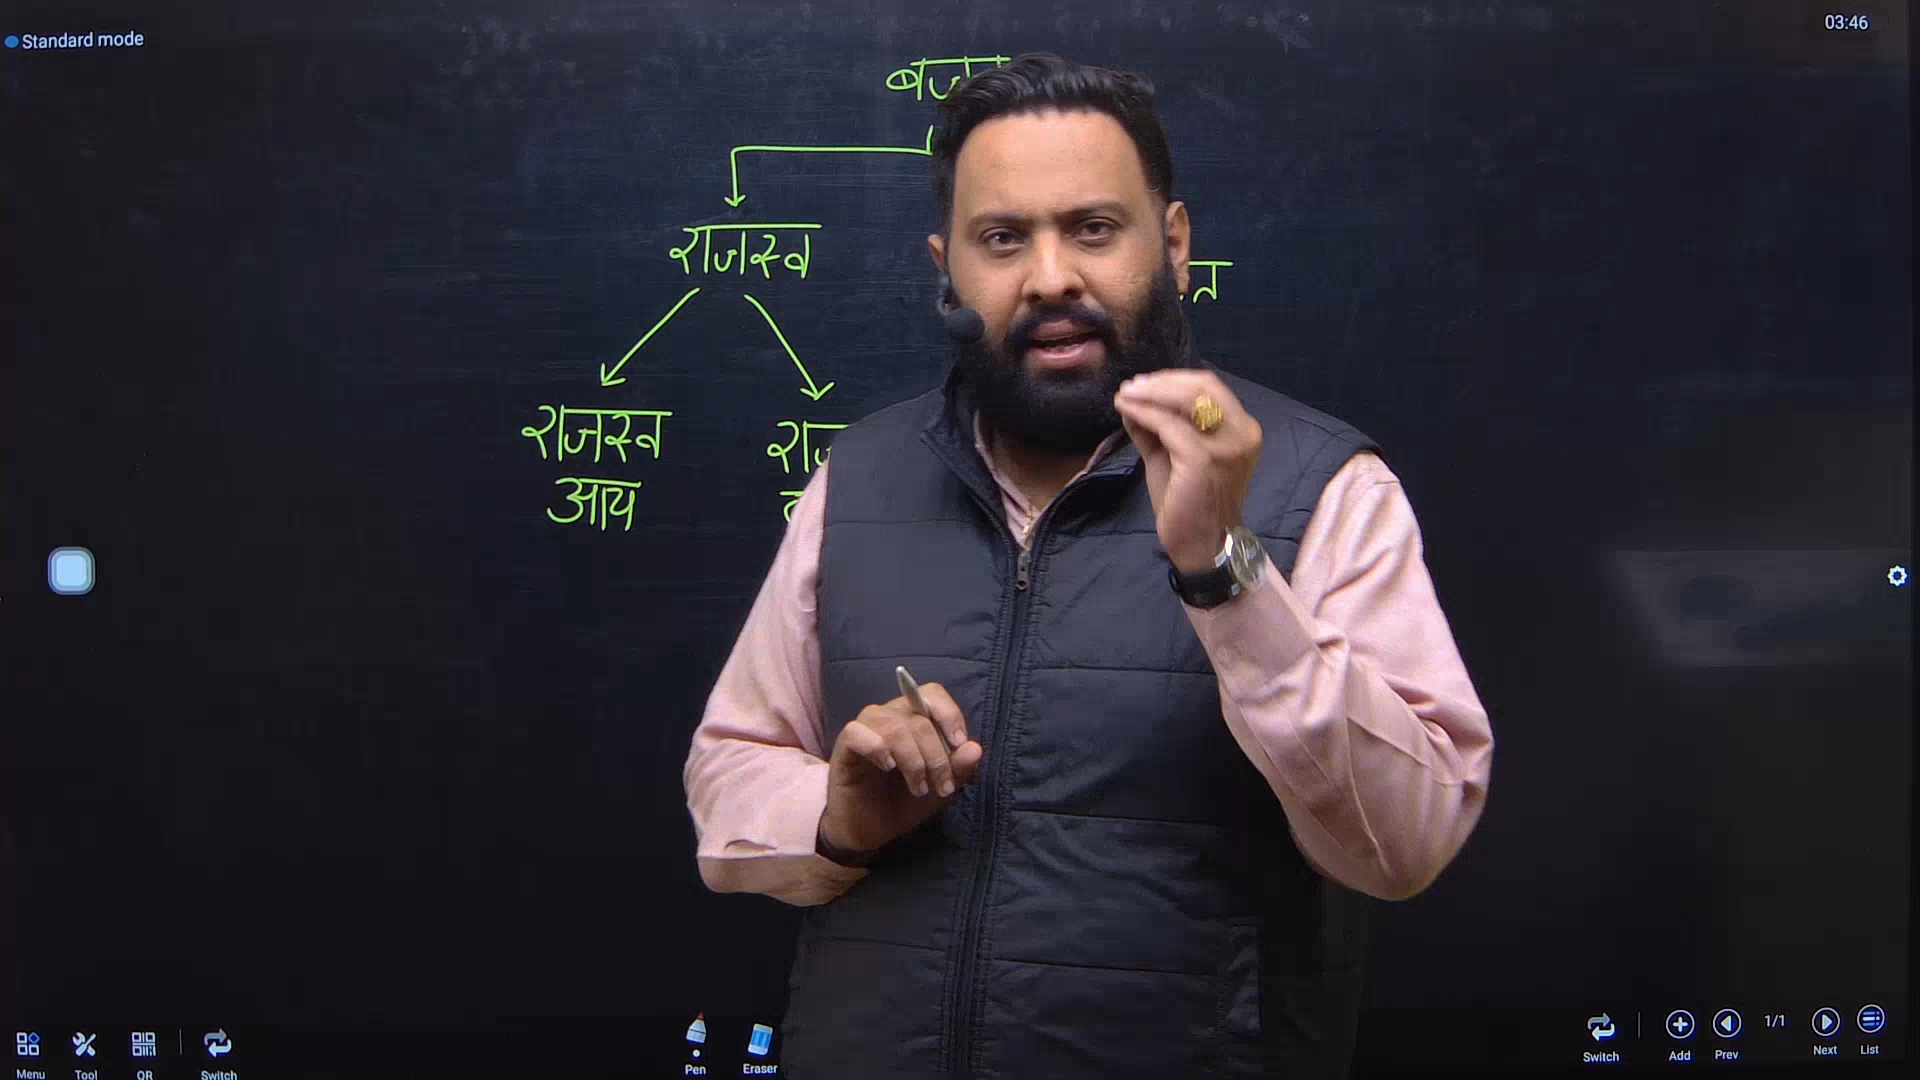 Standard mode
03:46
राजस्व
राजस्व
आय
Menu
Tool
QR
Switch
Pen
Eraser
Switch
Add
Prev
1/1
Next
List